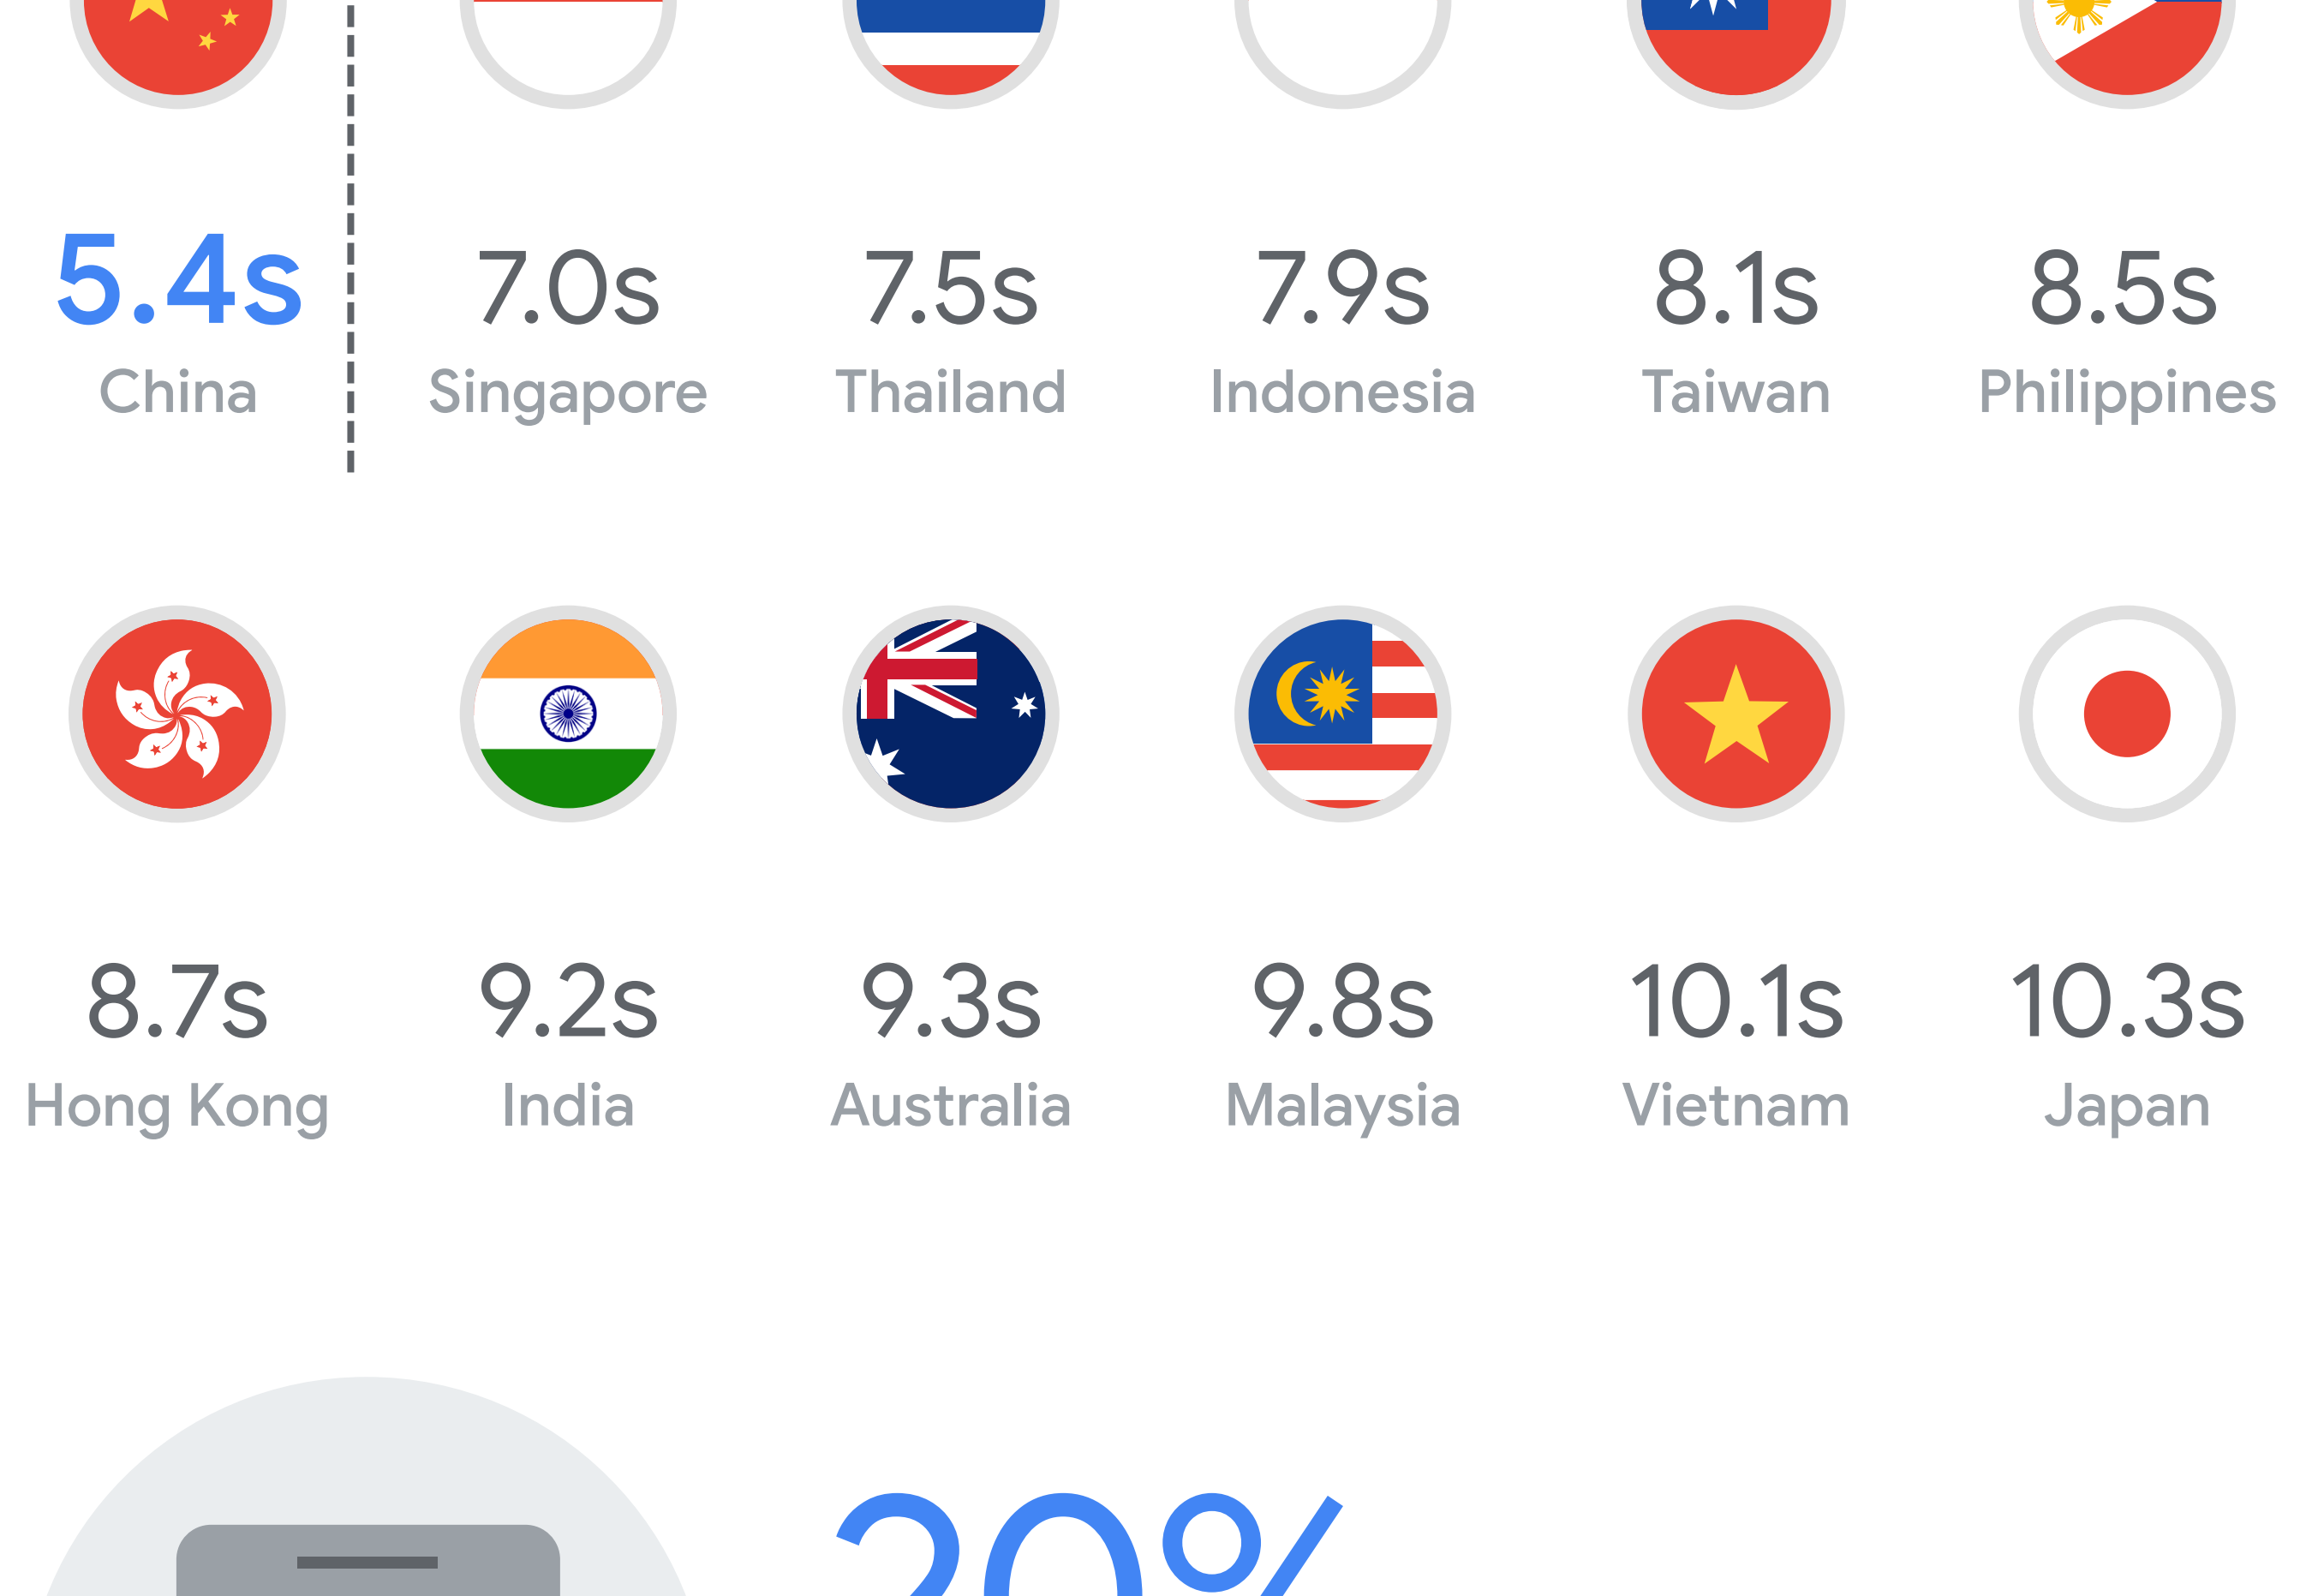 5.4s 7.0s 7.5s 7.9s 8.1s 8.5s
China Singapore Thailand Indonesia Taiwan Philippines
8.7s 9.2s 9.3s 9.8s 10.1s 10.3s
Hong Kong India Australia Malaysia Vietnam Japan
20%